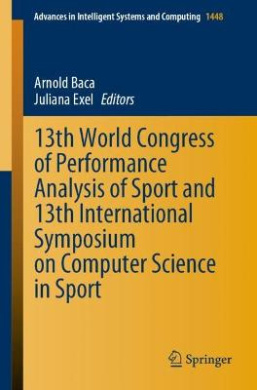 Advances in Intelligent Systems and Computing 1448
Arnold Baca
Juliana Exel Editors
13th World Congress
of Performance
Analysis of Sport and
13th International
Symposium
on Computer Science
in Sport
Springer